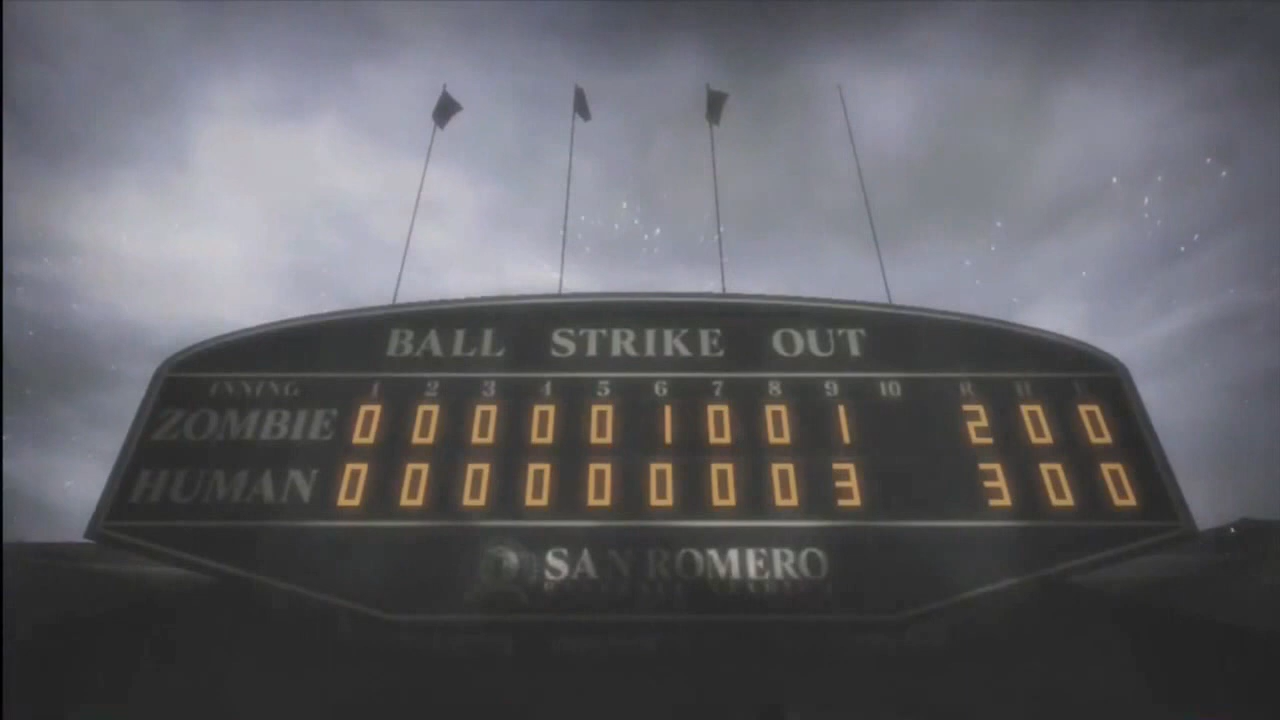 BALL STRIKE OUT
INNING 1 2 3 4 5 6 7 8 9 10 R H E
ZOMBIE 0 0 0 0 0 1 0 0 1 2 0 0
HUMAN 0 0 0 0 0 0 0 0 3 3 0 0
SAN ROMERO